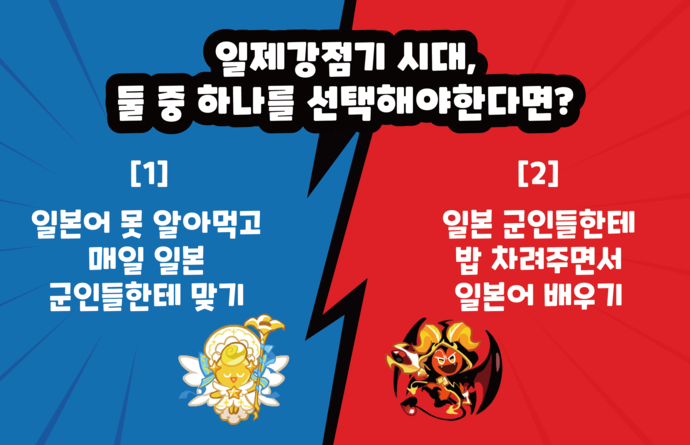 일제강점기 시대,
둘 중 하나를 선택해야한다면?
[1]
일본어 못 알아먹고
매일 일본
군인들한테 맞기
[2]
일본 군인들한테
밥 차려주면서
일본어 배우기